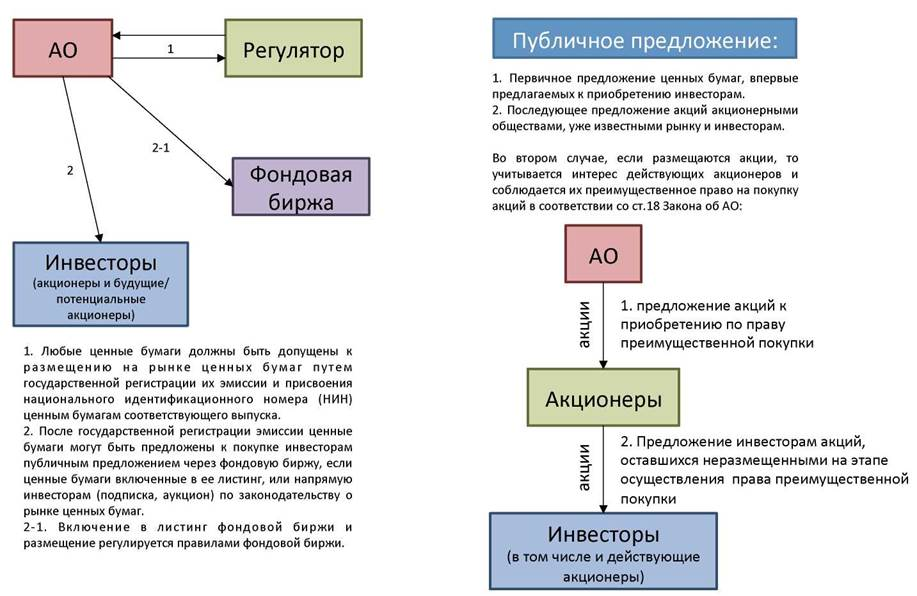 АО
1
Регулятор
2-1
2
Фондовая
биржа
Инвесторы
(акционеры и будущие/
потенциальные
акционеры)
1. Любые ценные бумаги должны быть допущены к
размещению на рынке ценных бумаг путем
государственной регистрации их эмиссии и присвоения
национального идентификационного номера (НИН)
ценным бумагам соответствующего выпуска.
2. После государственной регистрации эмиссии ценные
бумаги могут быть предложены к покупке инвесторам
публичным предложением через фондовую биржу, если
ценные бумаги включенные в ее листинг, или напрямую
инвесторам (подписка, аукцион) по законодательству о
рынке ценных бумаг.
2-1. Включение в листинг фондовой биржи и
размещение регулируется правилами фондовой биржи.
Публичное предложение:
1. Первичное предложение ценных бумаг, впервые
предлагаемых к приобретению инвесторам.
2. Последующее предложение акций акционерными
обществами, уже известными рынку и инвесторам.
Во втором случае, если размещаются акции, то
учитывается интерес действующих акционеров и
соблюдается их преимущественное право на покупку
акций в соответствии со ст.18 Закона об АО:
АО
акции
1. предложение акций к
приобретению по праву
преимущественной покупки
Акционеры
акции
2. Предложение инвесторам акций,
оставшихся неразмещенными на этапе
осуществления права преимущественной
покупки
Инвесторы
(в том числе и действующие
акционеры)